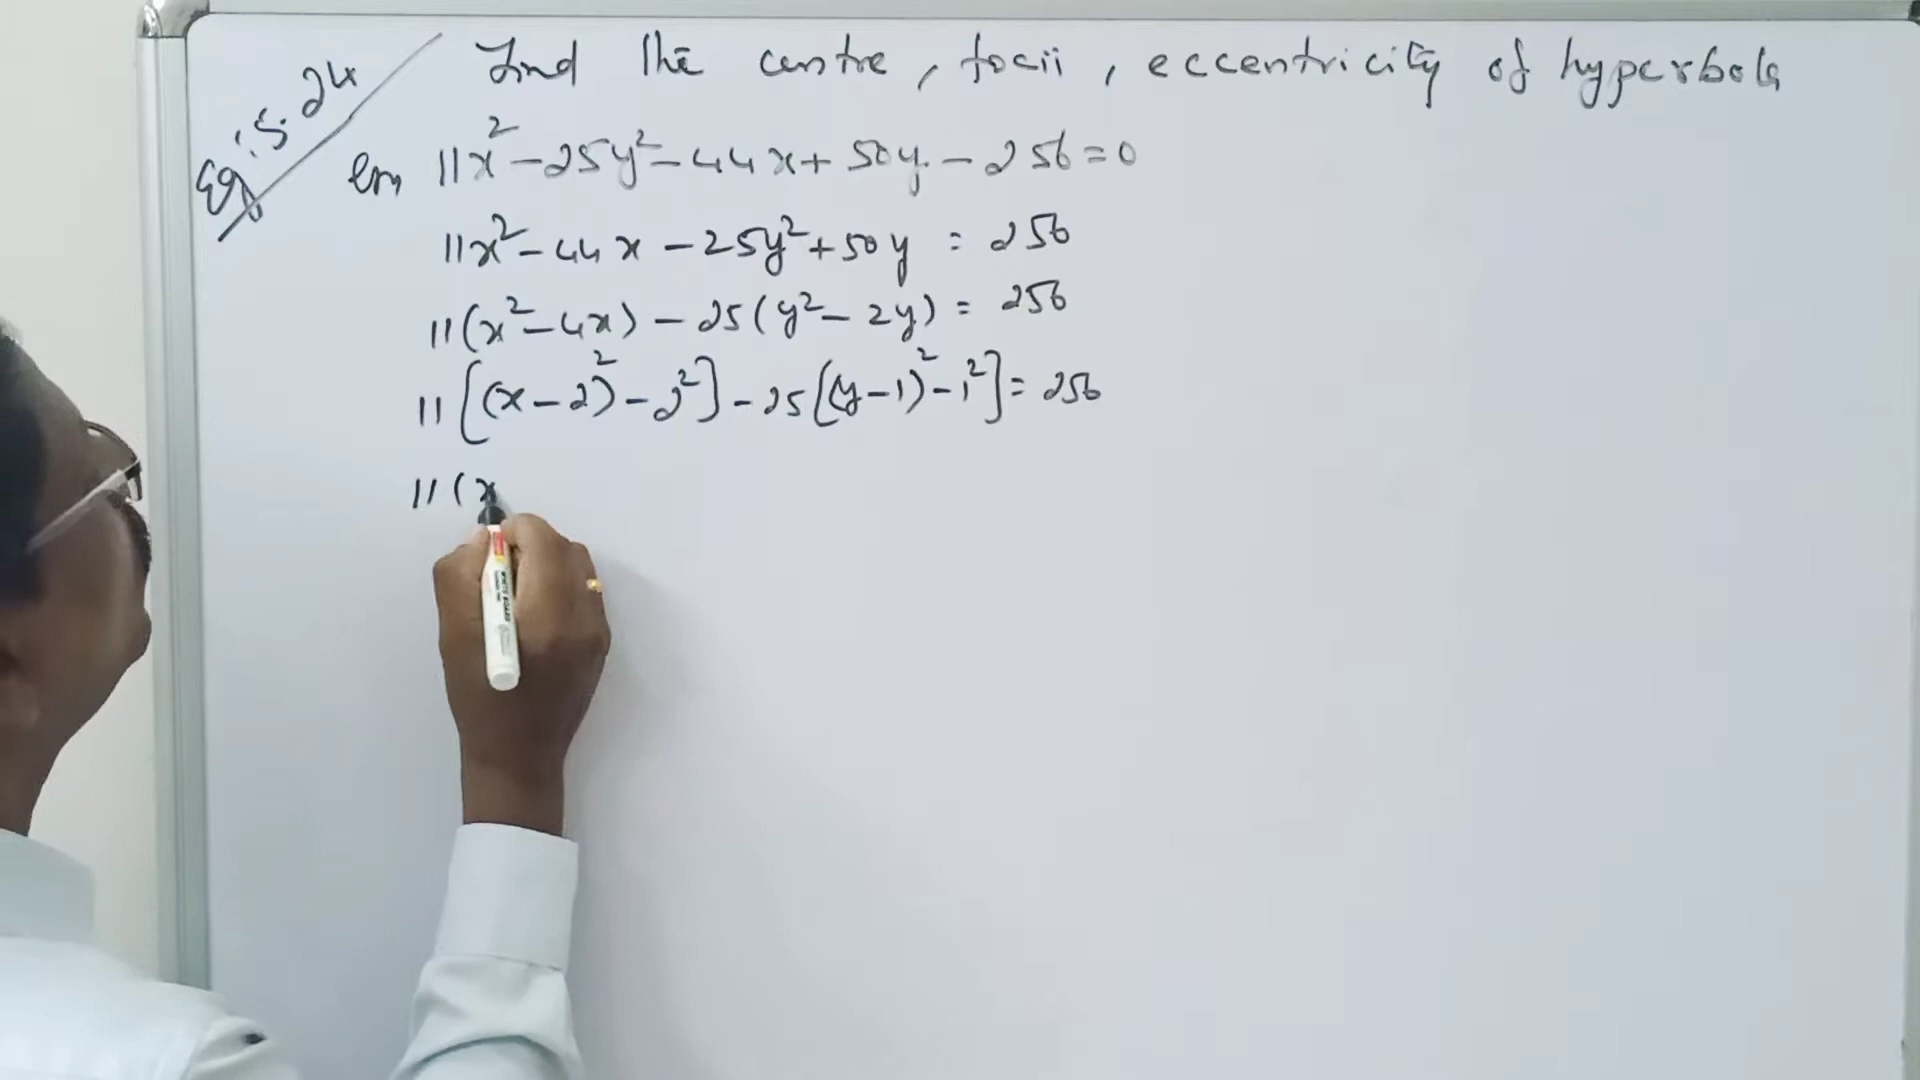 Eg: 5.24
Find the centre, focii, eccentricity of hyperbola
11x² - 25y² - 44x + 50y - 256 = 0
11x² - 44x - 25y² + 50y = 256
11(x² - 4x) - 25(y² - 2y) = 256
11[(x-2)² - 2²] - 25[(y-1)² - 1²] = 256
11(x